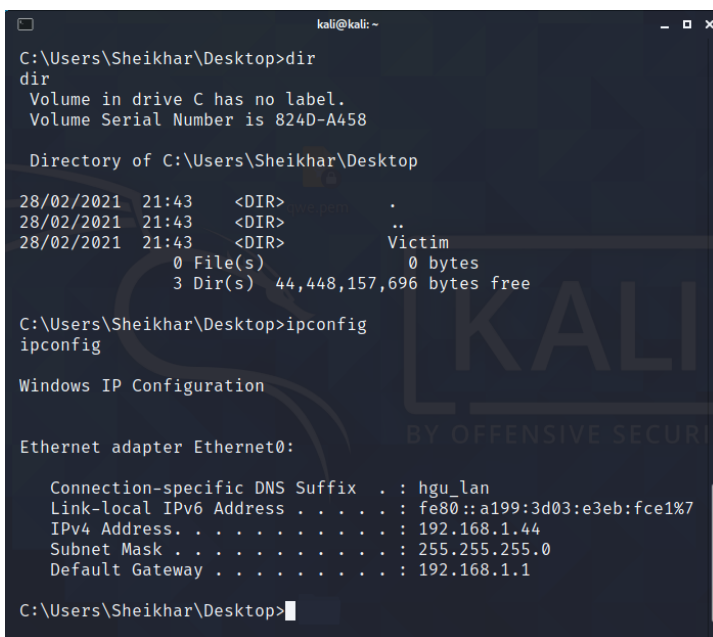 kali@kali: ~
C:\Users\Sheikhar\Desktop>dir
dir
 Volume in drive C has no label.
 Volume Serial Number is 824D-A458

 Directory of C:\Users\Sheikhar\Desktop

28/02/2021  21:43    <DIR>          .
28/02/2021  21:43    <DIR>          ..
28/02/2021  21:43    <DIR>          Victim
               0 File(s)              0 bytes
               3 Dir(s)  44,448,157,696 bytes free

C:\Users\Sheikhar\Desktop>ipconfig
ipconfig

Windows IP Configuration

KALI
BY OFFENSIVE SECURI

Ethernet adapter Ethernet0:

   Connection-specific DNS Suffix  . : hgu_lan
   Link-local IPv6 Address . . . . . : fe80::a199:3d03:e3eb:fce1%7
   IPv4 Address. . . . . . . . . . . : 192.168.1.44
   Subnet Mask . . . . . . . . . . . : 255.255.255.0
   Default Gateway . . . . . . . . . : 192.168.1.1

C:\Users\Sheikhar\Desktop>